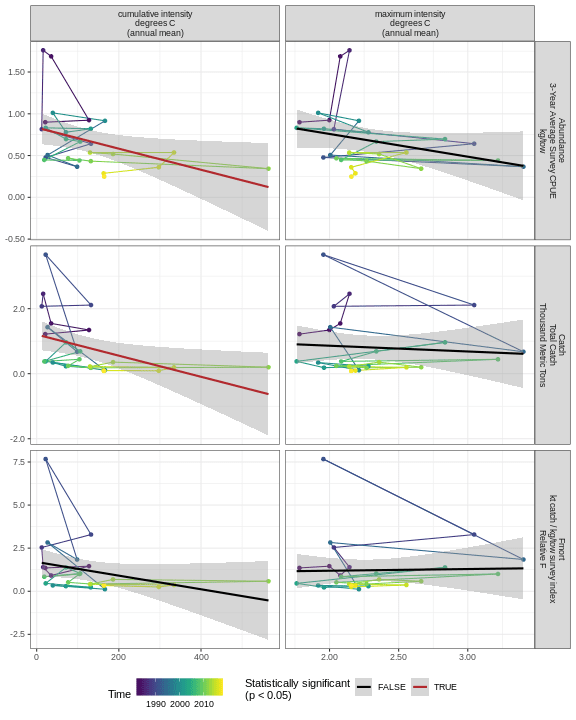 cumulative intensity
degrees C
(annual mean)
maximum intensity
degrees C
(annual mean)
1.50
1.00
0.50
0.00
-0.50
Abundance
3-Year Average Survey CPUE
kg/tow
2.0
0.0
-2.0
Catch
Total Catch
Thousand Metric Tons
7.5
5.0
2.5
0.0
-2.5
Fmort
kt catch / kg/tow survey index
Relative F
0
200
400
2.00
2.50
3.00
Time
1990
2000
2010
Statistically significant
(p < 0.05)
FALSE
TRUE